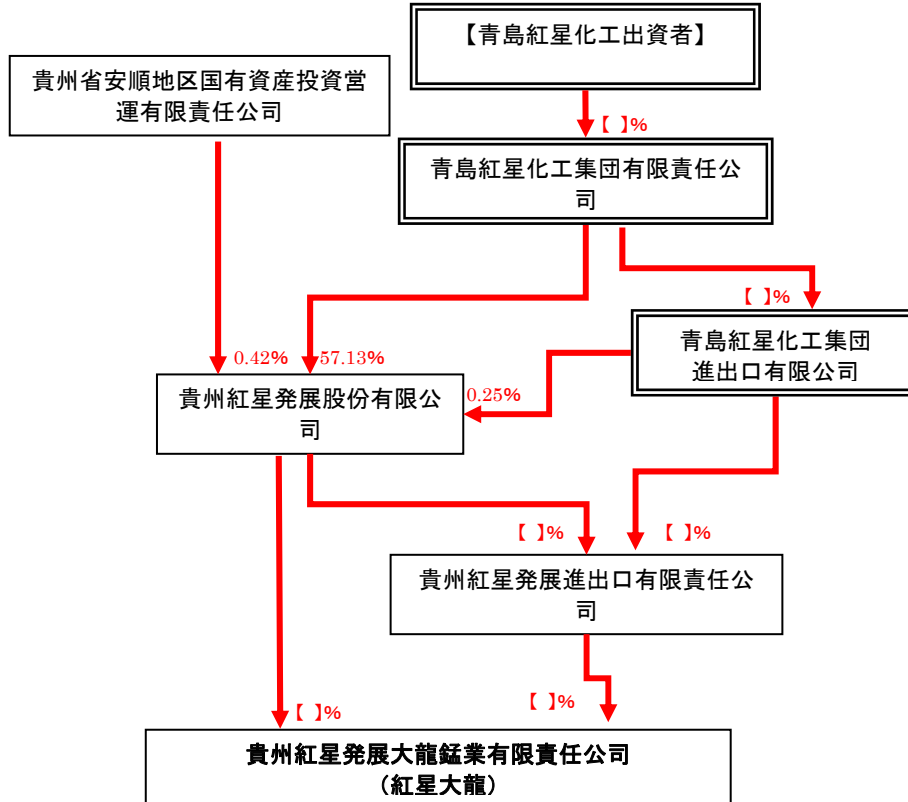 【青島紅星化工出資者】
貴州省安順地区国有資産投資営
運有限責任公司
【 】%
青島紅星化工集団有限責任公
司
【 】%
青島紅星化工集団
進出口有限公司
0.42%
57.13%
0.25%
貴州紅星発展股份有限公
司
【 】%
【 】%
貴州紅星発展進出口有限責任公
司
【 】%
【 】%
貴州紅星発展大龍錳業有限責任公司
（紅星大龍）